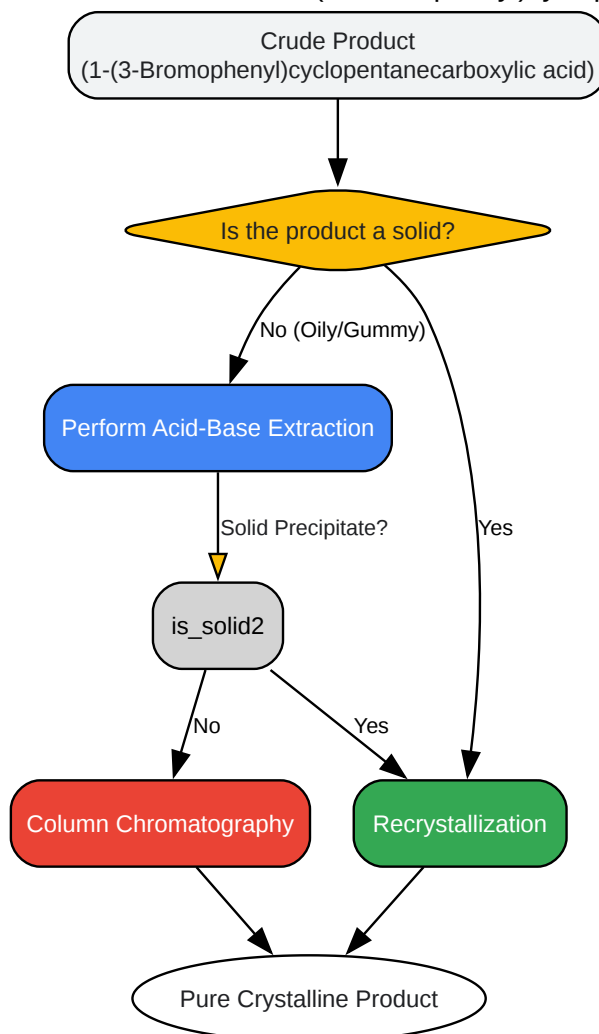 Crude Product
(1-(3-Bromophenyl)cyclopentanecarboxylic acid)
Is the product a solid?
No (Oily/Gummy)
Perform Acid-Base Extraction
Solid Precipitate?
Yes
is_solid2
No
Yes
Column Chromatography
Recrystallization
Pure Crystalline Product